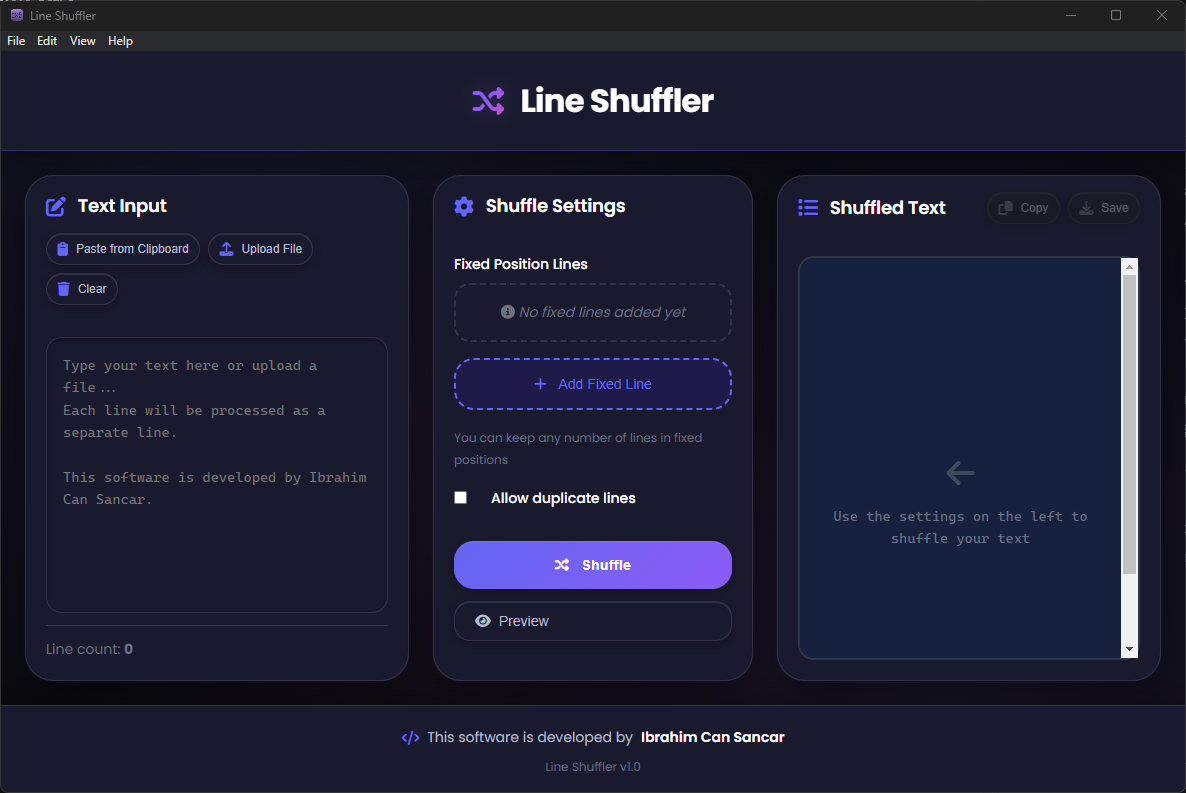 Line Shuffler
File Edit View Help
Line Shuffler
Text Input
Paste from Clipboard
Upload File
Clear
Type your text here or upload a
file...
Each line will be processed as a
separate line.
This software is developed by Ibrahim
Can Sancar.
Line count: 0
Shuffle Settings
Fixed Position Lines
No fixed lines added yet
+ Add Fixed Line
You can keep any number of lines in fixed
positions
Allow duplicate lines
Shuffle
Preview
Shuffled Text
Copy
Save
Use the settings on the left to
shuffle your text
</> This software is developed by Ibrahim Can Sancar
Line Shuffler v1.0